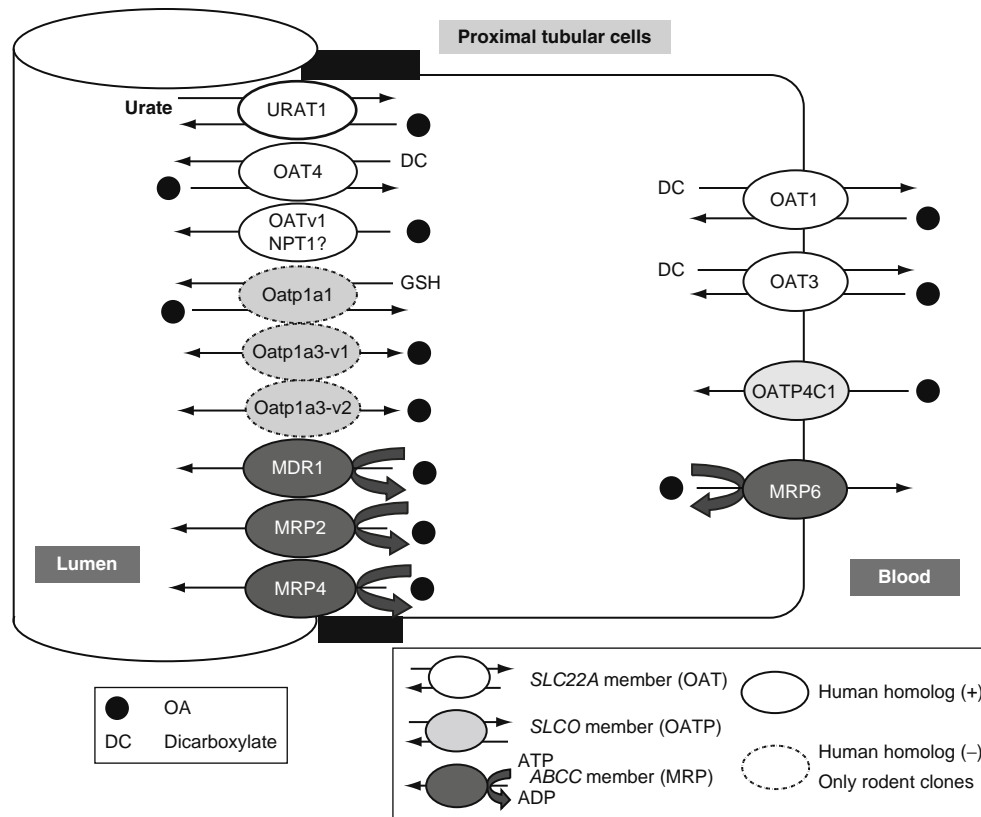 Proximal tubular cells
Urate
URAT1
DC
OAT4
OATv1
NPT1?
GSH
Oatp1a1
Oatp1a3-v1
Oatp1a3-v2
MDR1
MRP2
MRP4
Lumen
DC
OAT1
DC
OAT3
OATP4C1
MRP6
Blood
OA
DC Dicarboxylate
SLC22A member (OAT)
SLCO member (OATP)
ATP
ABCC member (MRP)
ADP
Human homolog (+)
Human homolog (–)
Only rodent clones